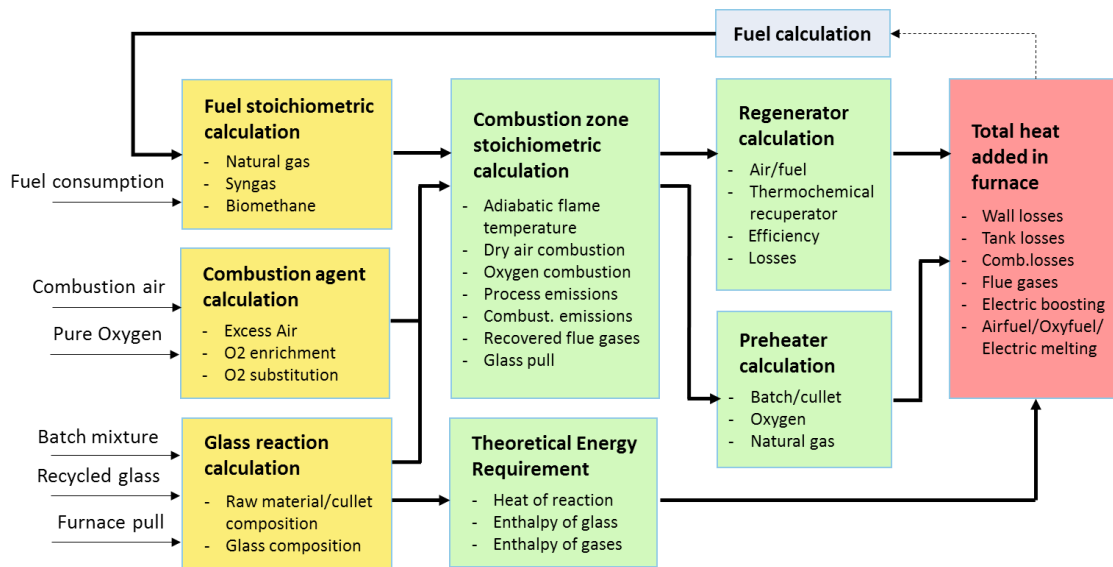 Fuel calculation
Fuel consumption
Fuel stoichiometric
calculation
- Natural gas
- Syngas
- Biomethane
Combustion air
Pure Oxygen
Combustion agent
calculation
- Excess Air
- O2 enrichment
- O2 substitution
Batch mixture
Recycled glass
Furnace pull
Glass reaction
calculation
- Raw material/cullet
composition
- Glass composition
Combustion zone
stoichiometric
calculation
- Adiabatic flame
temperature
- Dry air combustion
- Oxygen combustion
- Process emissions
- Combust. emissions
- Recovered flue gases
- Glass pull
Theoretical Energy
Requirement
- Heat of reaction
- Enthalpy of glass
- Enthalpy of gases
Regenerator
calculation
- Air/fuel
- Thermochemical
recuperator
- Efficiency
- Losses
Preheater
calculation
- Batch/cullet
- Oxygen
- Natural gas
Total heat
added in
furnace
- Wall losses
- Tank losses
- Comb.losses
- Flue gases
- Electric boosting
- Airfuel/Oxyfuel/
Electric melting